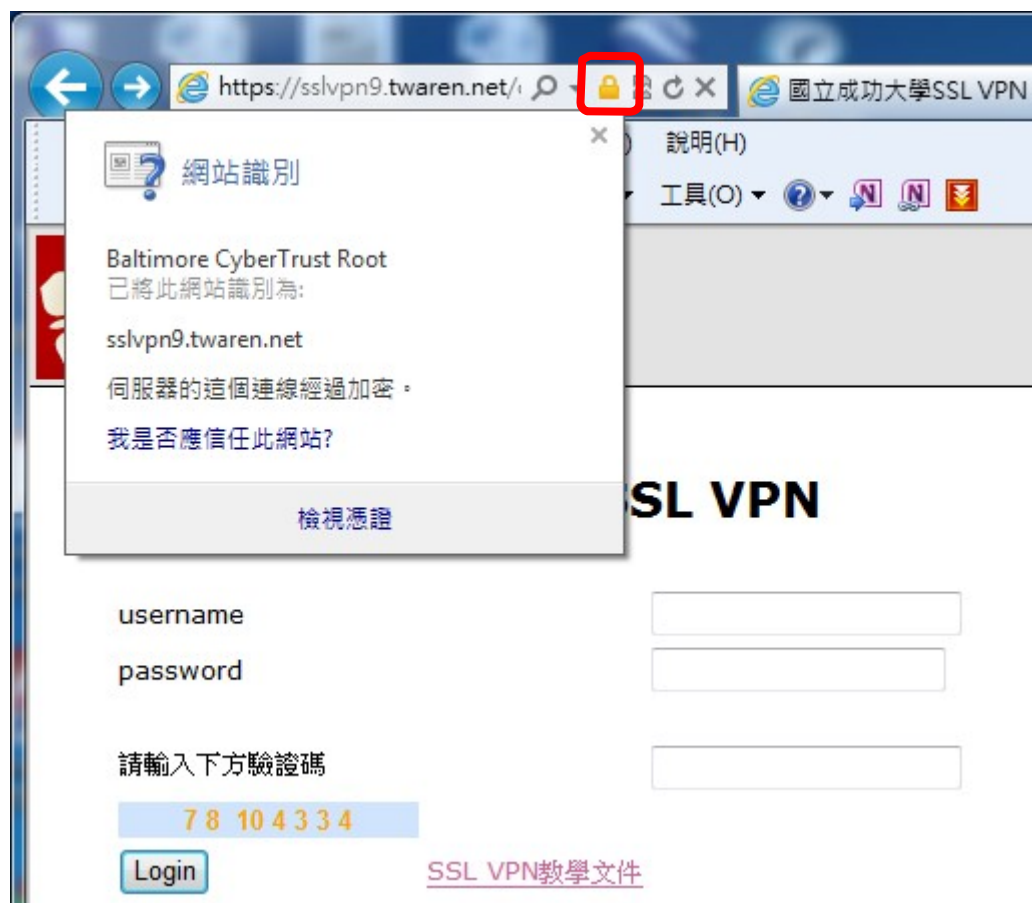 https://sslvpn9.twaren.net/
國立成功大學SSL VPN
說明(H)
工具(O)
網站識別
Baltimore CyberTrust Root
已將此網站識別為:
sslvpn9.twaren.net
伺服器的這個連線經過加密。
我是否應信任此網站?
檢視憑證
SSL VPN
username
password
請輸入下方驗證碼
7 8 10 4 3 3 4
Login
SSL VPN教學文件